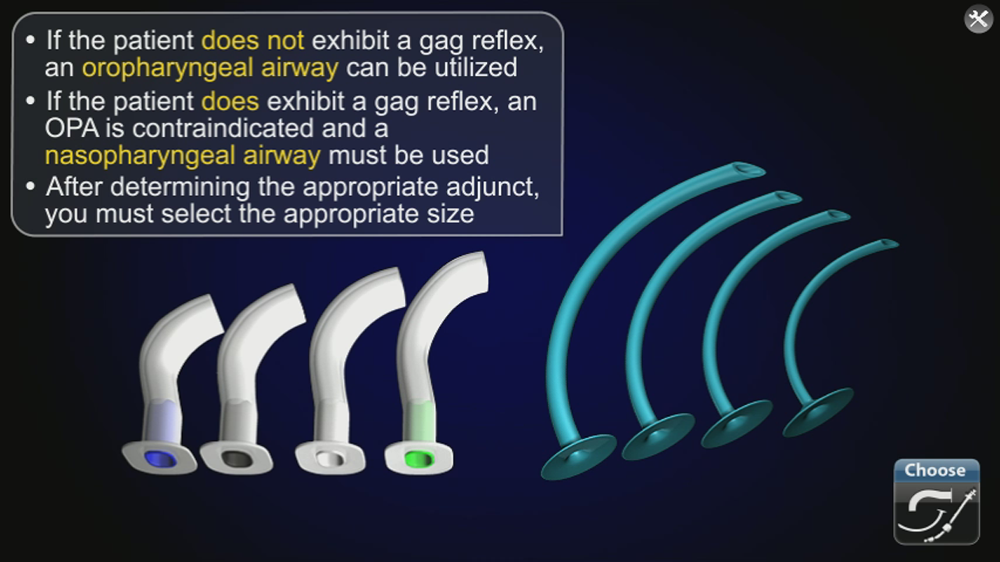 • If the patient does not exhibit a gag reflex,
an oropharyngeal airway can be utilized
• If the patient does exhibit a gag reflex, an
OPA is contraindicated and a
nasopharyngeal airway must be used
• After determining the appropriate adjunct,
you must select the appropriate size
Choose